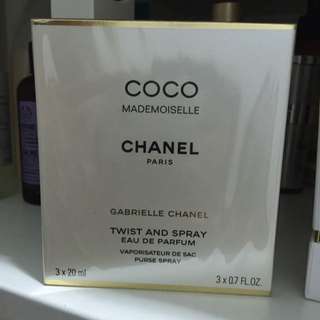 COCO
MADEMOISELLE
CHANEL
PARIS
GABRIELLE CHANEL
TWIST AND SPRAY
EAU DE PARFUM
VAPORISATEUR DE SAC
PURSE SPRAY
3 x 20 ml 3 x 0.7 FL.OZ.